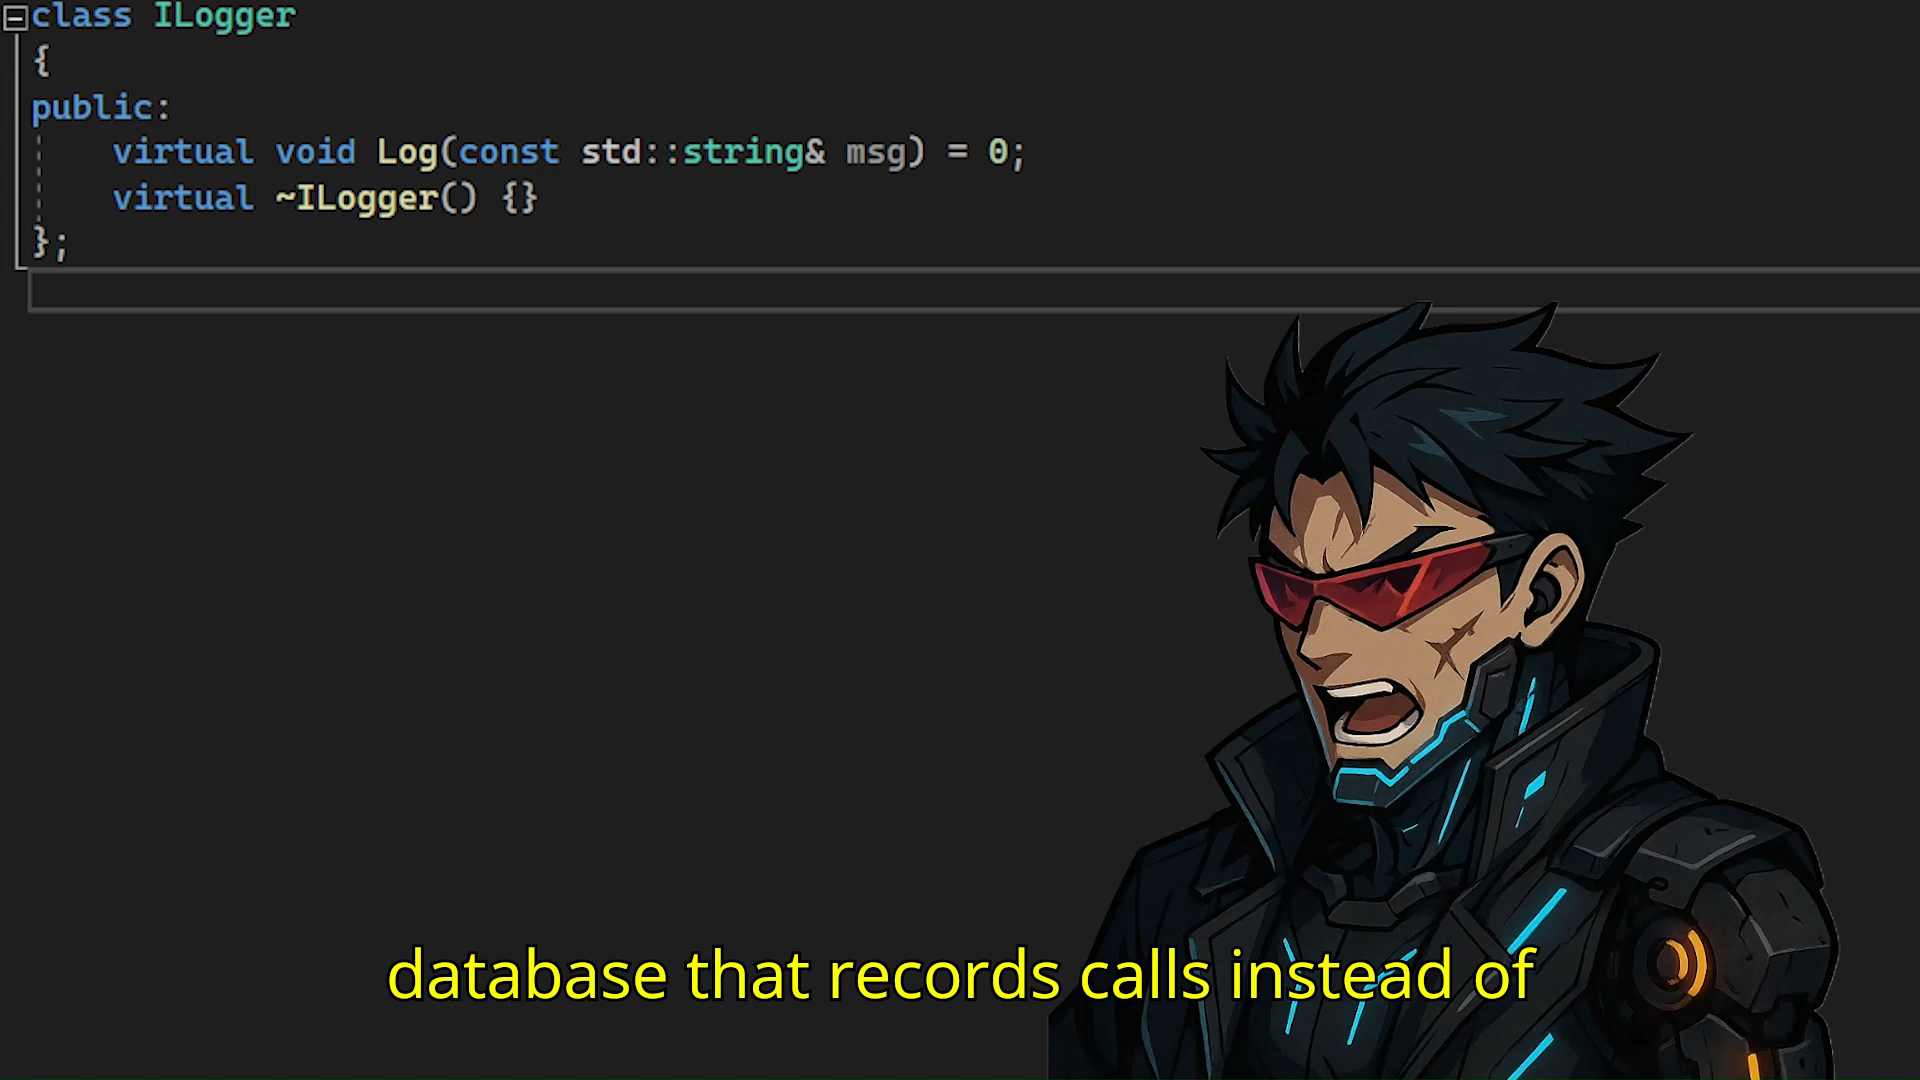 class ILogger
{
public:
    virtual void Log(const std::string& msg) = 0;
    virtual ~ILogger() {}
};
database that records calls instead of